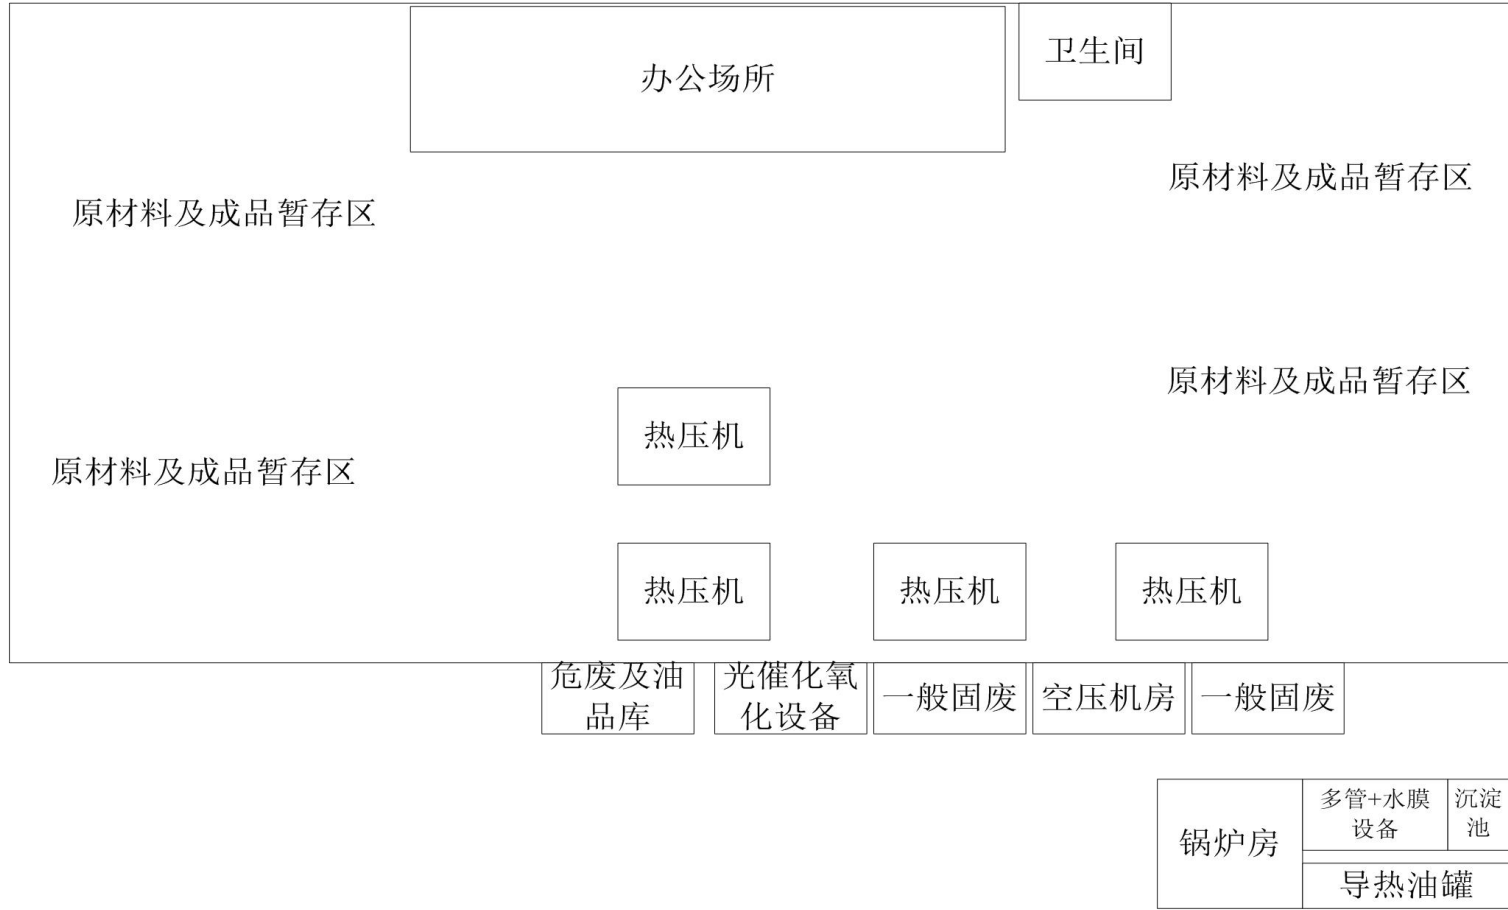 办公场所
卫生间
原材料及成品暂存区
原材料及成品暂存区
原材料及成品暂存区
热压机
原材料及成品暂存区
热压机
热压机
热压机
危废及油
品库
光催化氧
化设备
一般固废
空压机房
一般固废
锅炉房
多管+水膜
设备
沉淀
池
导热油罐